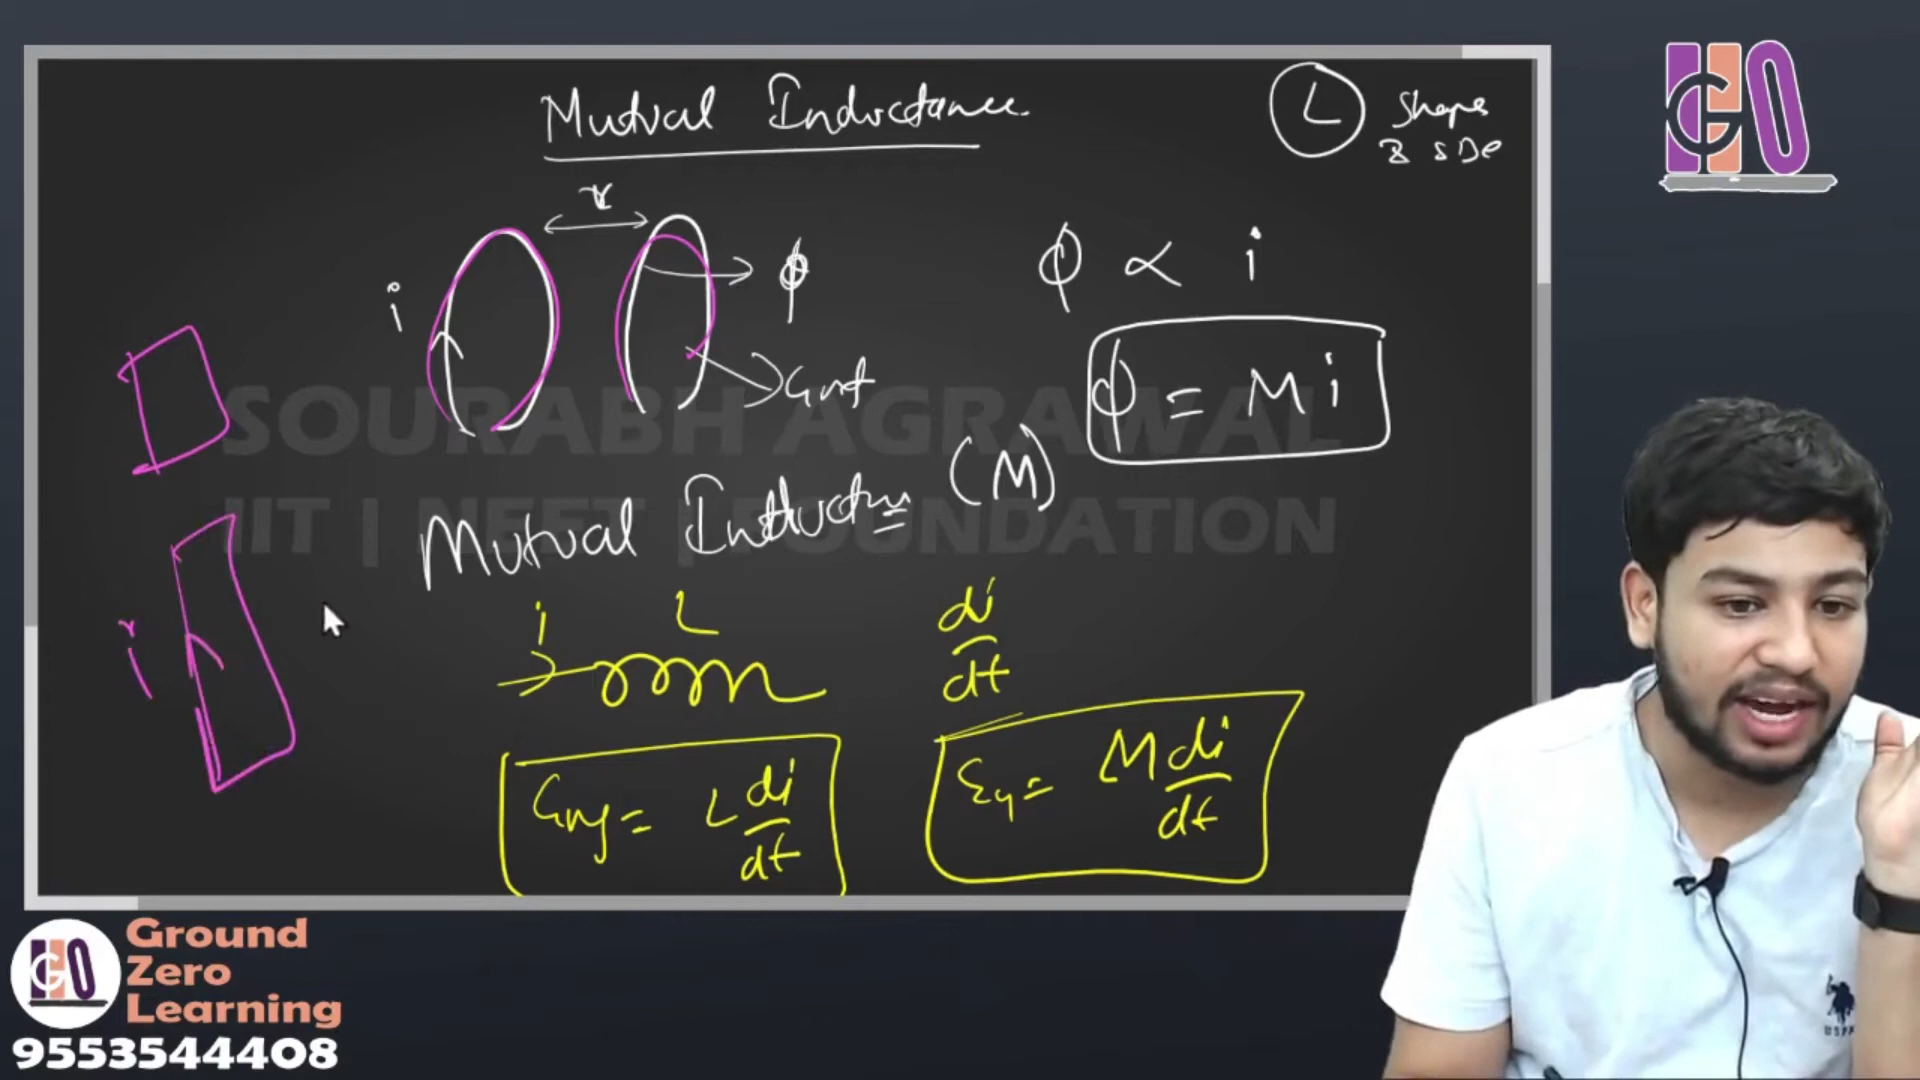 Mutual Inductance
L Shape
& size
x
i
ϕ
ϕ ∝ i
ϕ = Mi
SOURABH AGRAWAL
IIT | NEET | FOUNDATION
(M)
Mutual
i L
di
dt
L di
dt
= M di
dt
i
Ground
Zero
Learning
9553544408